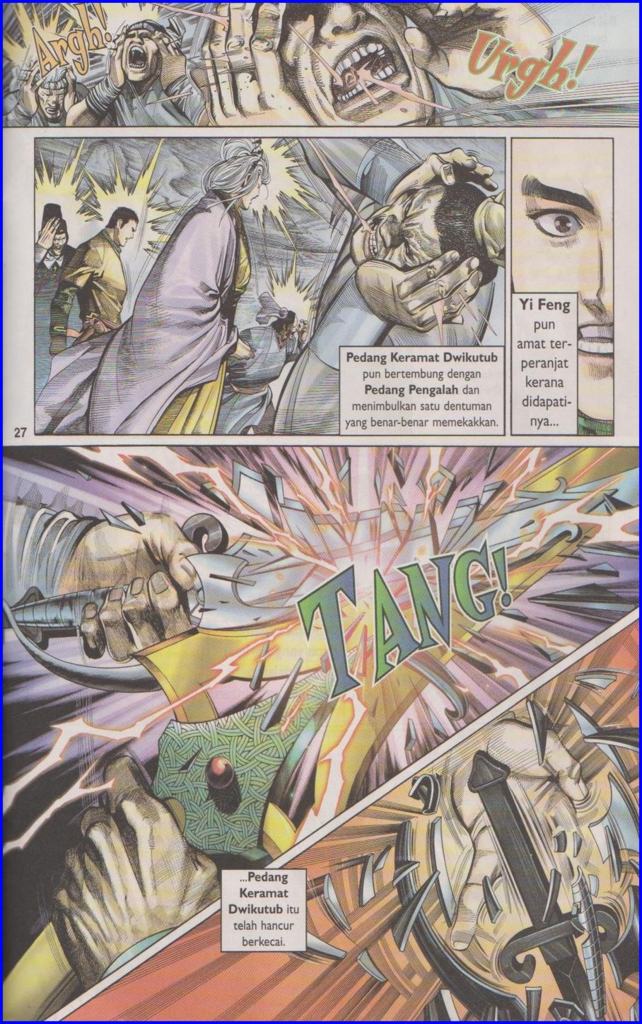 Argh!
Urgh!
Pedang Keramat Dwikutub
pun bertembung dengan
Pedang Pengalah dan
menimbulkan satu dentuman
yang benar-benar memekakkan.
Yi Feng
pun
amat ter-
peranjat
kerana
didapati-
nya...
27
TANG!
...Pedang
Keramat
Dwikutub itu
telah hancur
berkecai.